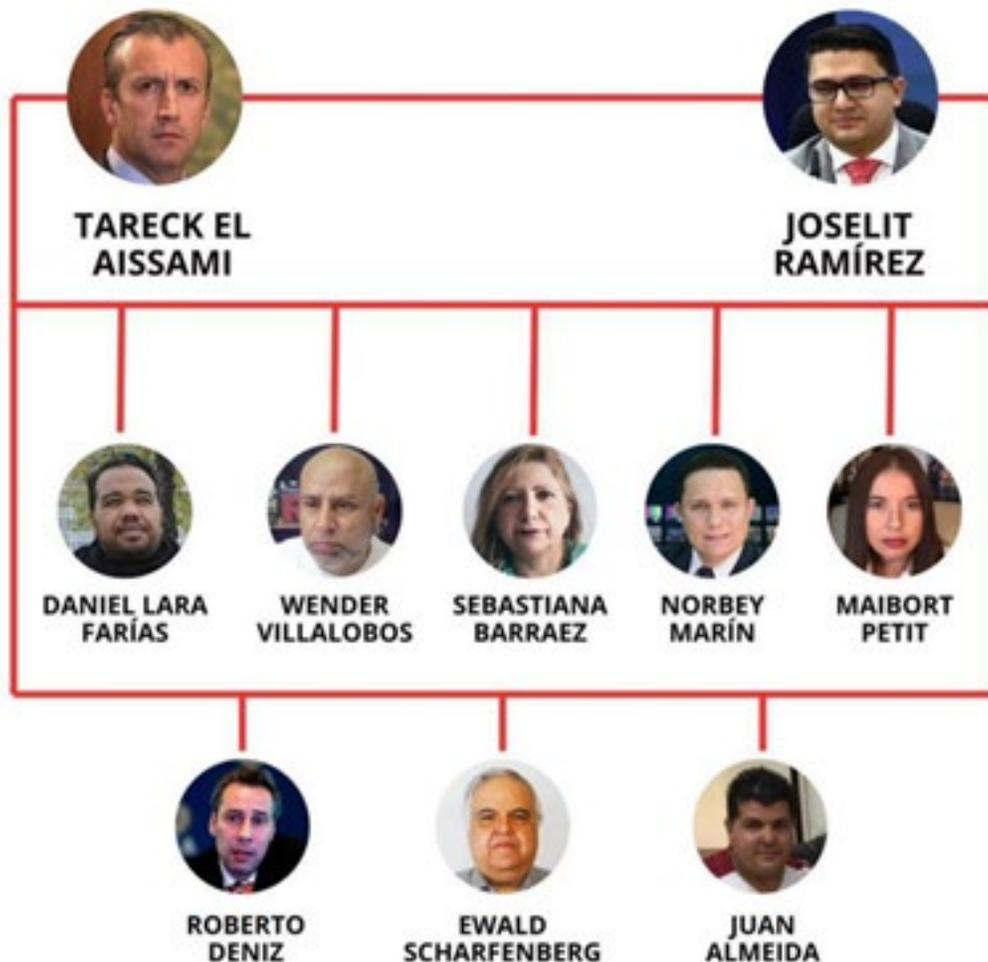 TARECK EL
AISSAMI
JOSELIT
RAMÍREZ
DANIEL LARA
FARÍAS
WENDER
VILLALOBOS
SEBASTIANA
BARRAEZ
NORBEY
MARÍN
MAIBORT
PETIT
ROBERTO
DENIZ
EWALD
SCHARFENBERG
JUAN
ALMEIDA